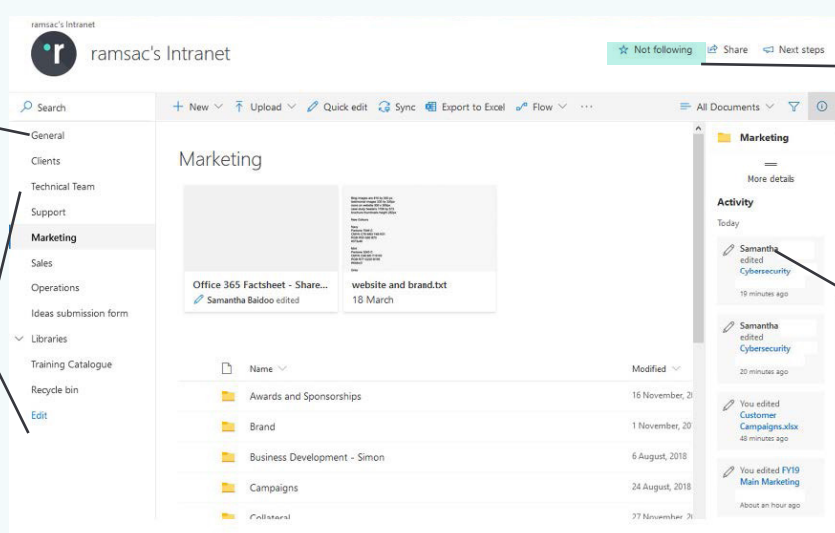 ramsac's Intranet
r
ramsac's Intranet
Not following
Share
Next steps
Search
New
Upload
Quick edit
Sync
Export to Excel
Flow
All Documents
General
Clients
Technical Team
Support
Marketing
Sales
Operations
Ideas submission form
Libraries
Training Catalogue
Recycle bin
Edit
Marketing
Office 365 Factsheet - Share...
Samantha Baidoo edited
website and brand.txt
18 March
Name
Modified
Awards and Sponsorships
16 November, 2
Brand
1 November, 20
Business Development - Simon
6 August, 2018
Campaigns
24 August, 2018
Collateral
27 November, 2
Marketing
More details
Activity
Today
Samantha
edited
Cybersecurity
19 minutes ago
Samantha
edited
Cybersecurity
20 minutes ago
You edited
Customer
Campaigns.xlsx
48 minutes ago
You edited FY19
Main Marketing
About an hour ago